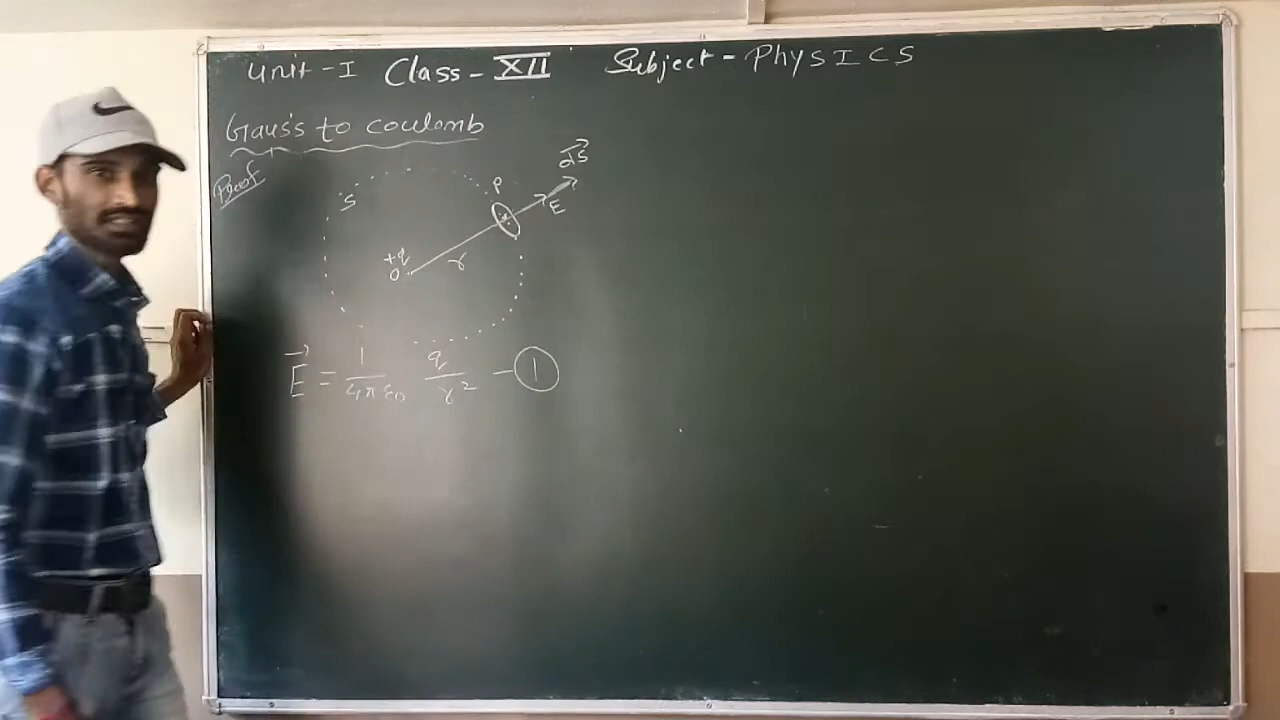 Unit - I Class - XII Subject - PhySICS
Gauss to coulomb
Proof
dS
P
S
E
+q
O
r
E = 1/4πε0 q/r² - 1